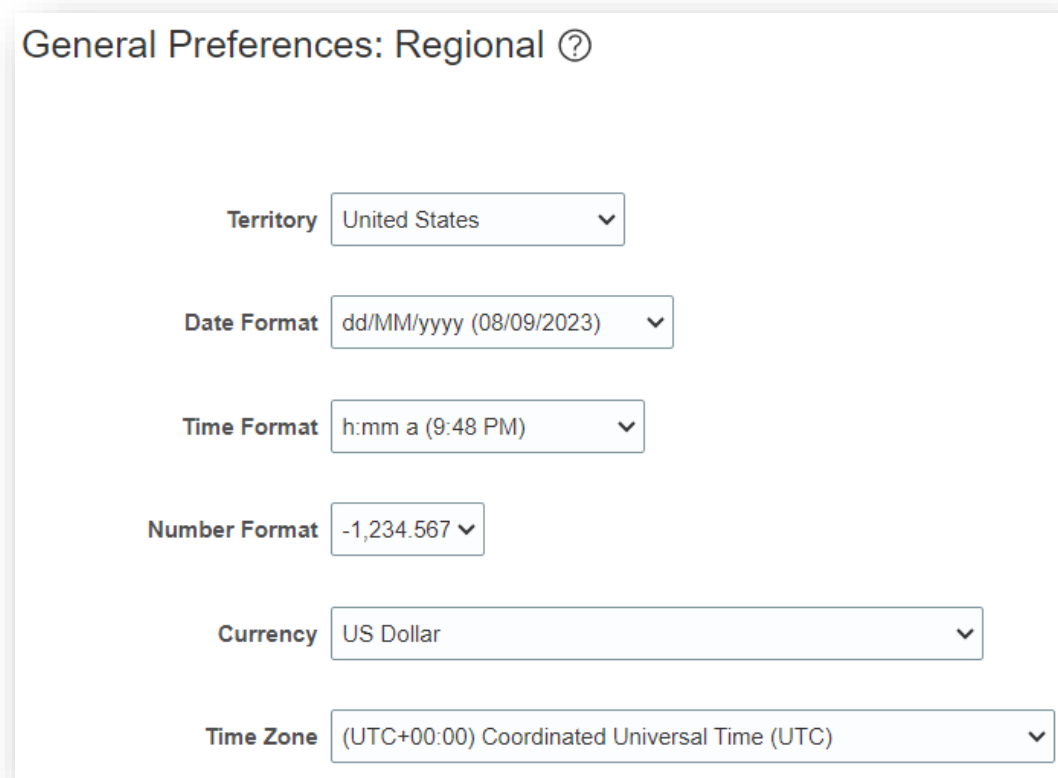 General Preferences: Regional ?
Territory United States
Date Format dd/MM/yyyy (08/09/2023)
Time Format h:mm a (9:48 PM)
Number Format -1,234.567
Currency US Dollar
Time Zone (UTC+00:00) Coordinated Universal Time (UTC)